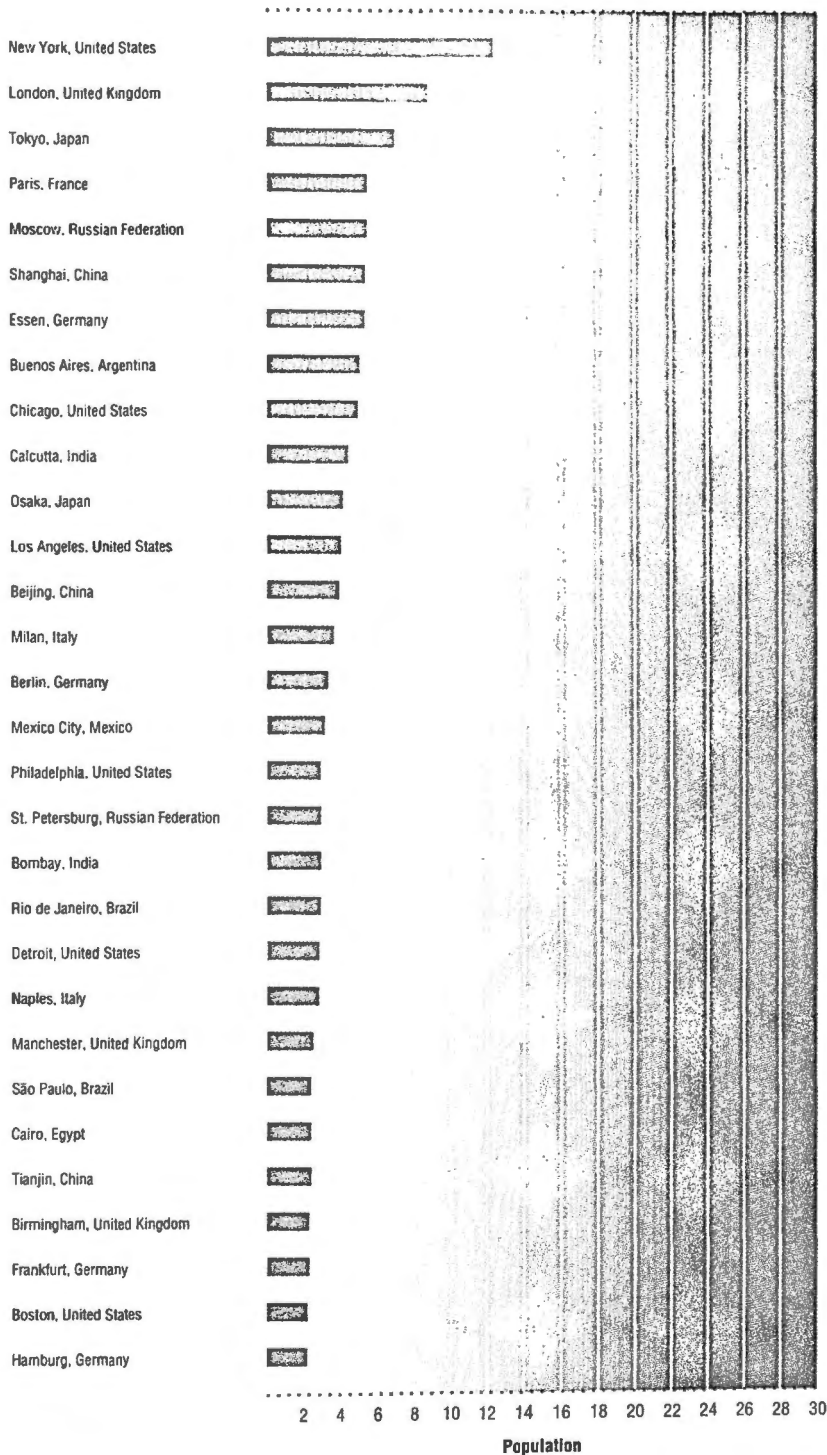 New York, United States
London, United Kingdom
Tokyo, Japan
Paris, France
Moscow, Russian Federation
Shanghai, China
Essen, Germany
Buenos Aires, Argentina
Chicago, United States
Calcutta, India
Osaka, Japan
Los Angeles, United States
Beijing, China
Milan, Italy
Berlin, Germany
Mexico City, Mexico
Philadelphia, United States
St. Petersburg, Russian Federation
Bombay, India
Rio de Janeiro, Brazil
Detroit, United States
Naples, Italy
Manchester, United Kingdom
São Paulo, Brazil
Cairo, Egypt
Tianjin, China
Birmingham, United Kingdom
Frankfurt, Germany
Boston, United States
Hamburg, Germany
2 4 6 8 10 12 14 16 18 20 22 24 26 28 30
Population